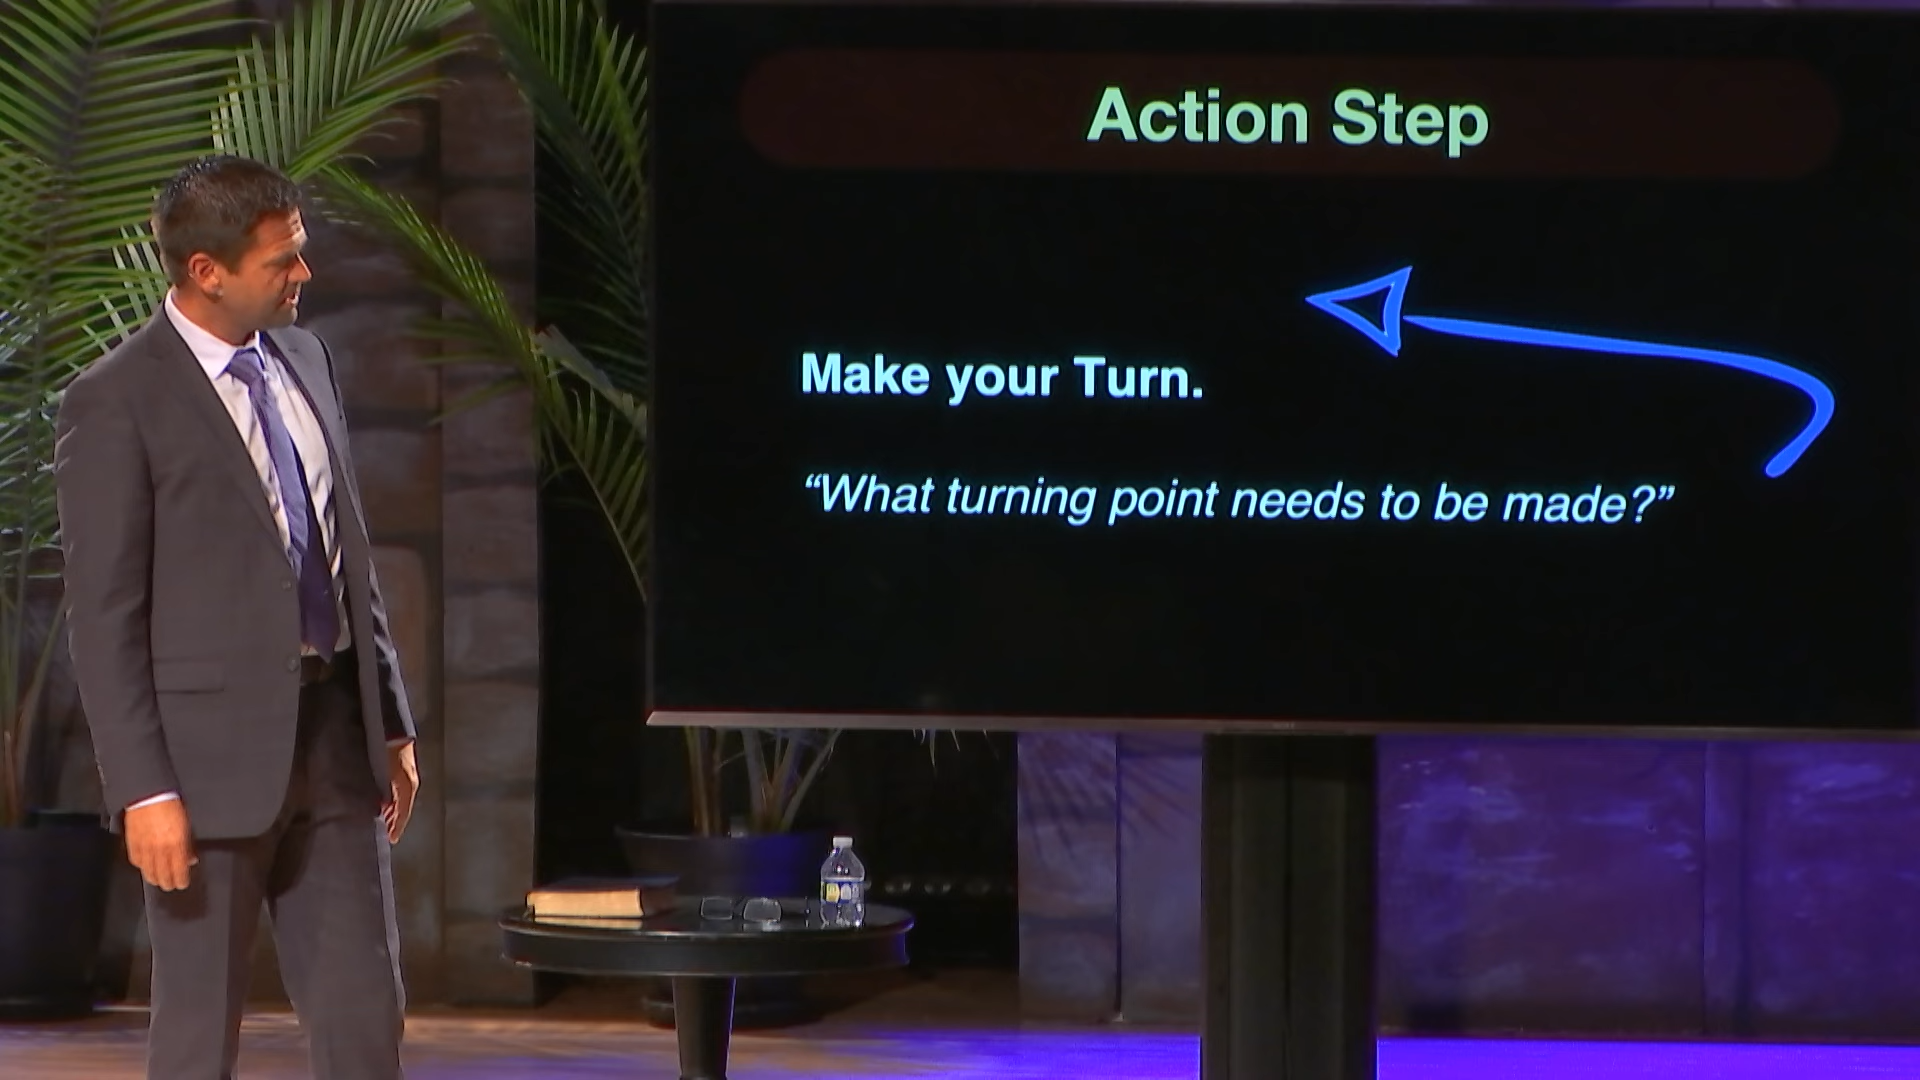 Action Step
Make your Turn.
“What turning point needs to be made?”